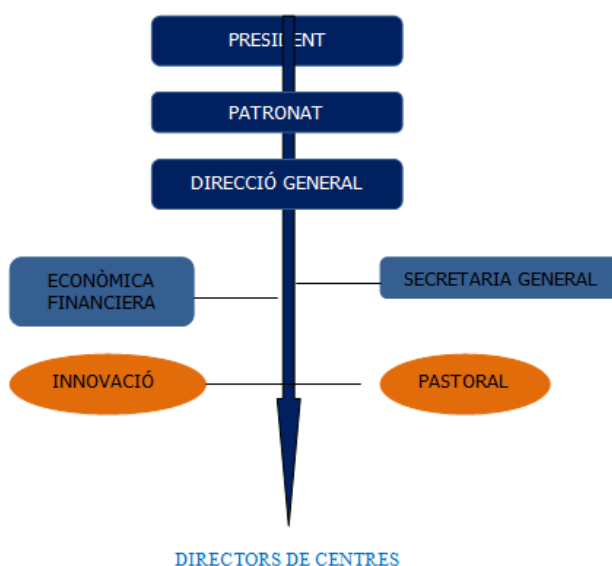 PRESIDENT
PATRONAT
DIRECCIÓ GENERAL
ECONÒMICA
FINANCIERA
SECRETARIA GENERAL
INNOVACIÓ
PASTORAL
DIRECTORS DE CENTRES